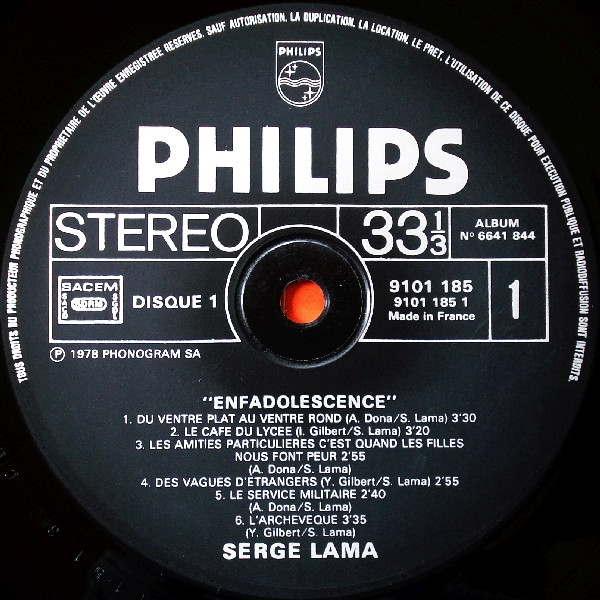 TOUS DROITS DU PRODUCTEUR PHONOGRAPHIQUE ET DU PROPRIETAIRE DE L'ŒUVRE ENREGISTREE RESERVES. SAUF AUTORISATION, LA DUPLICATION, LA LOCATION, LE PRET, L'UTILISATION DE CE DISQUE POUR EXECUTION PUBLIQUE ET RADIODIFFUSION SONT INTERDITS.
PHILIPS
PHILIPS
STEREO
33 1/3
ALBUM
N° 6641 844
BACEM
DISQUE 1
9101 185
9101 185 1
Made in France
1
℗ 1978 PHONOGRAM SA
"ENFADOLESCENCE"
1. DU VENTRE PLAT AU VENTRE ROND (A. Dona/S. Lama) 3'30
2. LE CAFE DU LYCEE (I. Gilbert/S. Lama) 3'20
3. LES AMITIES PARTICULIERES C'EST QUAND LES FILLES
NOUS FONT PEUR 2'55
(A. Dona/S. Lama)
4. DES VAGUES D'ETRANGERS (Y. Gilbert/S. Lama) 2'55
5. LE SERVICE MILITAIRE 2'40
(A. Dona/S. Lama)
6. L'ARCHEVEQUE 3'35
(Y. Gilbert/S. Lama)
SERGE LAMA